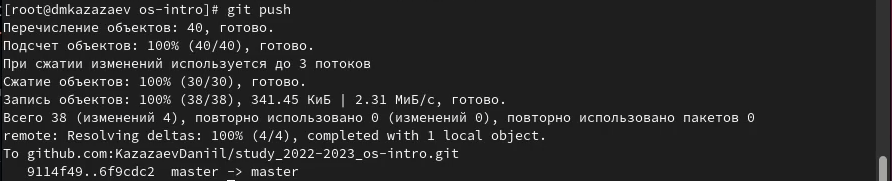 [root@dmkazazaev os-intro]# git push
Перечисление объектов: 40, готово.
Подсчет объектов: 100% (40/40), готово.
При сжатии изменений используется до 3 потоков
Сжатие объектов: 100% (30/30), готово.
Запись объектов: 100% (38/38), 341.45 КиБ | 2.31 МиБ/с, готово.
Всего 38 (изменений 4), повторно использовано 0 (изменений 0), повторно использовано пакетов 0
remote: Resolving deltas: 100% (4/4), completed with 1 local object.
To github.com:KazazaevDaniil/study_2022-2023_os-intro.git
   9114f49..6f9cdc2  master -> master